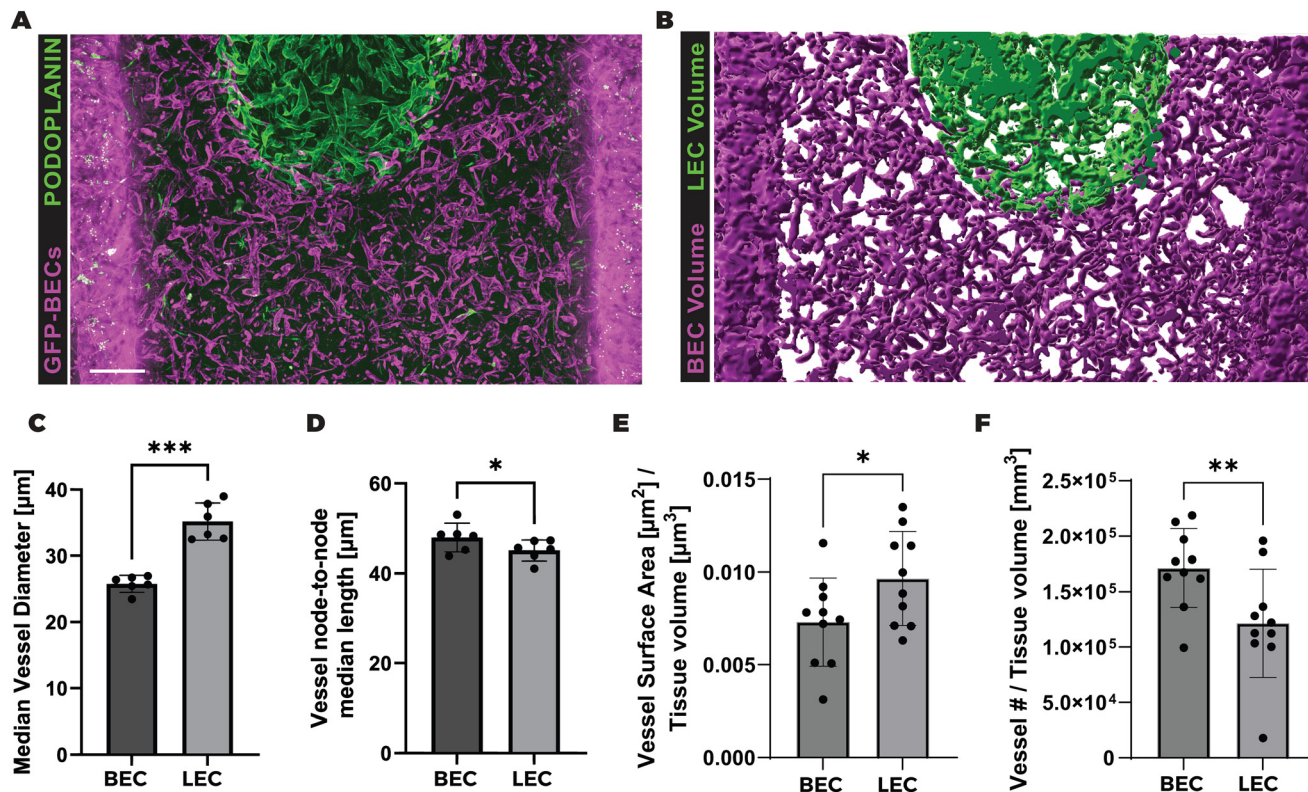 A
B
GFP-BECs PODOPLANIN
BEC Volume LEC Volume
C
D
E
F
Median Vessel Diameter [µm]
40
30
20
10
0
***
BEC LEC
Vessel node-to-node
median length [µm]
60
40
20
0
*
BEC LEC
Vessel Surface Area [µm²] /
Tissue volume [µm³]
0.015
0.010
0.005
0.000
*
BEC LEC
Vessel # / Tissue volume [mm³]
2.5×10⁵
2.0×10⁵
1.5×10⁵
1.0×10⁵
5.0×10⁴
0
**
BEC LEC